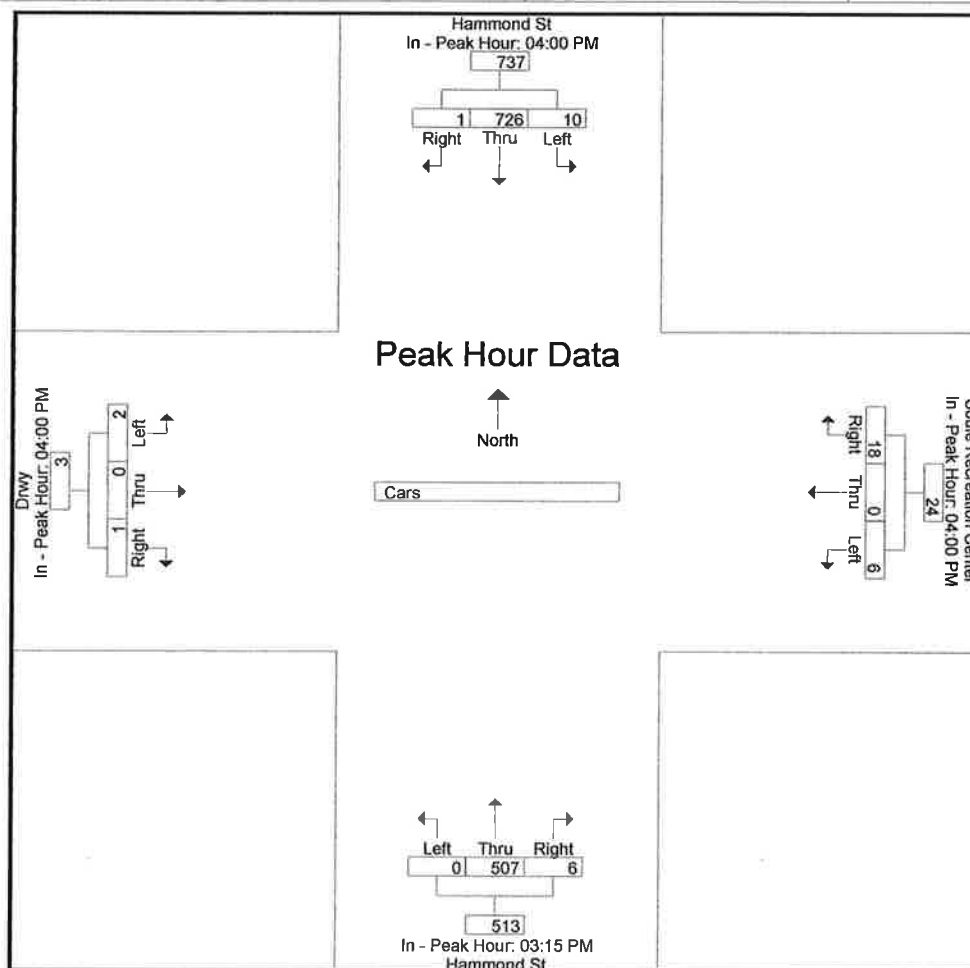 Hammond St
In - Peak Hour: 04:00 PM
737
1 726 10
Right Thru Left
Peak Hour Data
North
Cars
Drwy
In - Peak Hour: 04:00 PM
3
2 0 1
Left Thru Right
Recreation Center
In - Peak Hour: 04:00 PM
24
18 0 6
Right Thru Left
Left Thru Right
0 507 6
513
In - Peak Hour: 03:15 PM
Hammond St